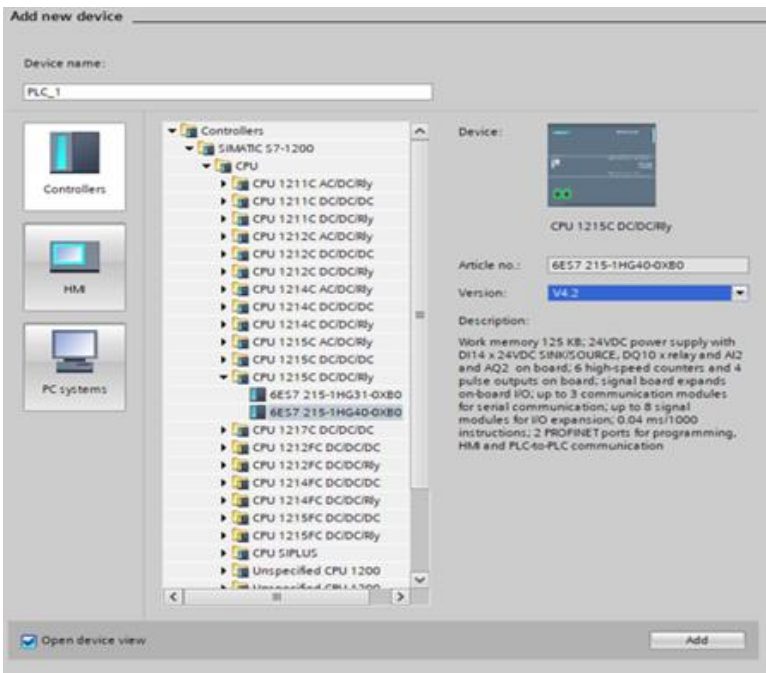 Add new device
Device name:
PLC_1
Controllers
HMI
PC systems
Controllers
SIMATIC S7-1200
CPU
CPU 1211C AC/DC/Rly
CPU 1211C DC/DC/DC
CPU 1211C DC/DC/Rly
CPU 1212C AC/DC/Rly
CPU 1212C DC/DC/DC
CPU 1212C DC/DC/Rly
CPU 1214C AC/DC/Rly
CPU 1214C DC/DC/DC
CPU 1214C DC/DC/Rly
CPU 1215C AC/DC/Rly
CPU 1215C DC/DC/DC
CPU 1215C DC/DC/Rly
6ES7 215-1HG31-0XB0
6ES7 215-1HG40-0XB0
CPU 1217C DC/DC/DC
CPU 1212FC DC/DC/DC
CPU 1212FC DC/DC/Rly
CPU 1214FC DC/DC/DC
CPU 1214FC DC/DC/Rly
CPU 1215FC DC/DC/DC
CPU 1215FC DC/DC/Rly
CPU SIPLUS
Unspecified CPU 1200
Unspecified CPU 1200
Device:
CPU 1215C DC/DC/Rly
Article no.: 6ES7 215-1HG40-0XB0
Version: V4.2
Description:
Work memory 125 KB; 24VDC power supply with
DI14 x 24VDC SINK/SOURCE, DQ10 x relay and AI2
and AQ2 on board; 6 high-speed counters and 4
pulse outputs on board; signal board expands
on-board I/O; up to 3 communication modules
for serial communication; up to 8 signal
modules for I/O expansion; 0.04 ms/1000
instructions; 2 PROFINET ports for programming,
HMI and PLC-to-PLC communication
Open device view
Add